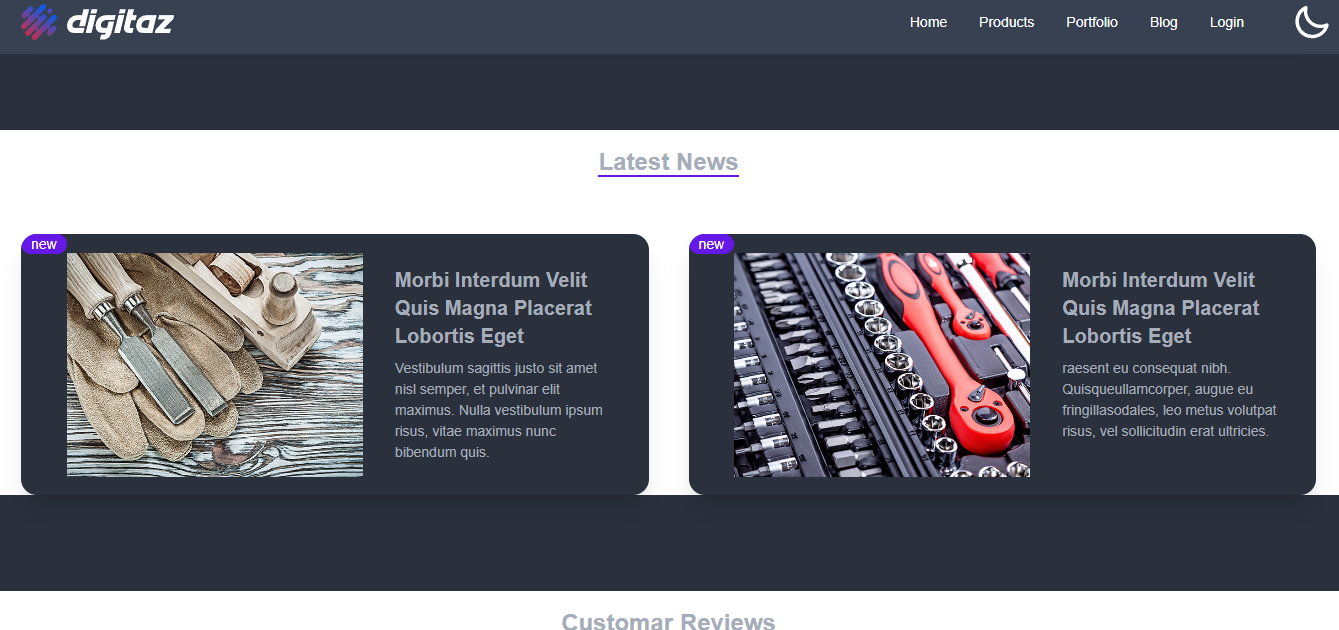 digitaz
Home Products Portfolio Blog Login
Latest News
new
Morbi Interdum Velit
Quis Magna Placerat
Lobortis Eget
Vestibulum sagittis justo sit amet
nisl semper, et pulvinar elit
maximus. Nulla vestibulum ipsum
risus, vitae maximus nunc
bibendum quis.
new
Morbi Interdum Velit
Quis Magna Placerat
Lobortis Eget
raesent eu consequat nibh.
Quisqueullamcorper, augue eu
fringillasodales, leo metus volutpat
risus, vel sollicitudin erat ultricies.
Customar Reviews